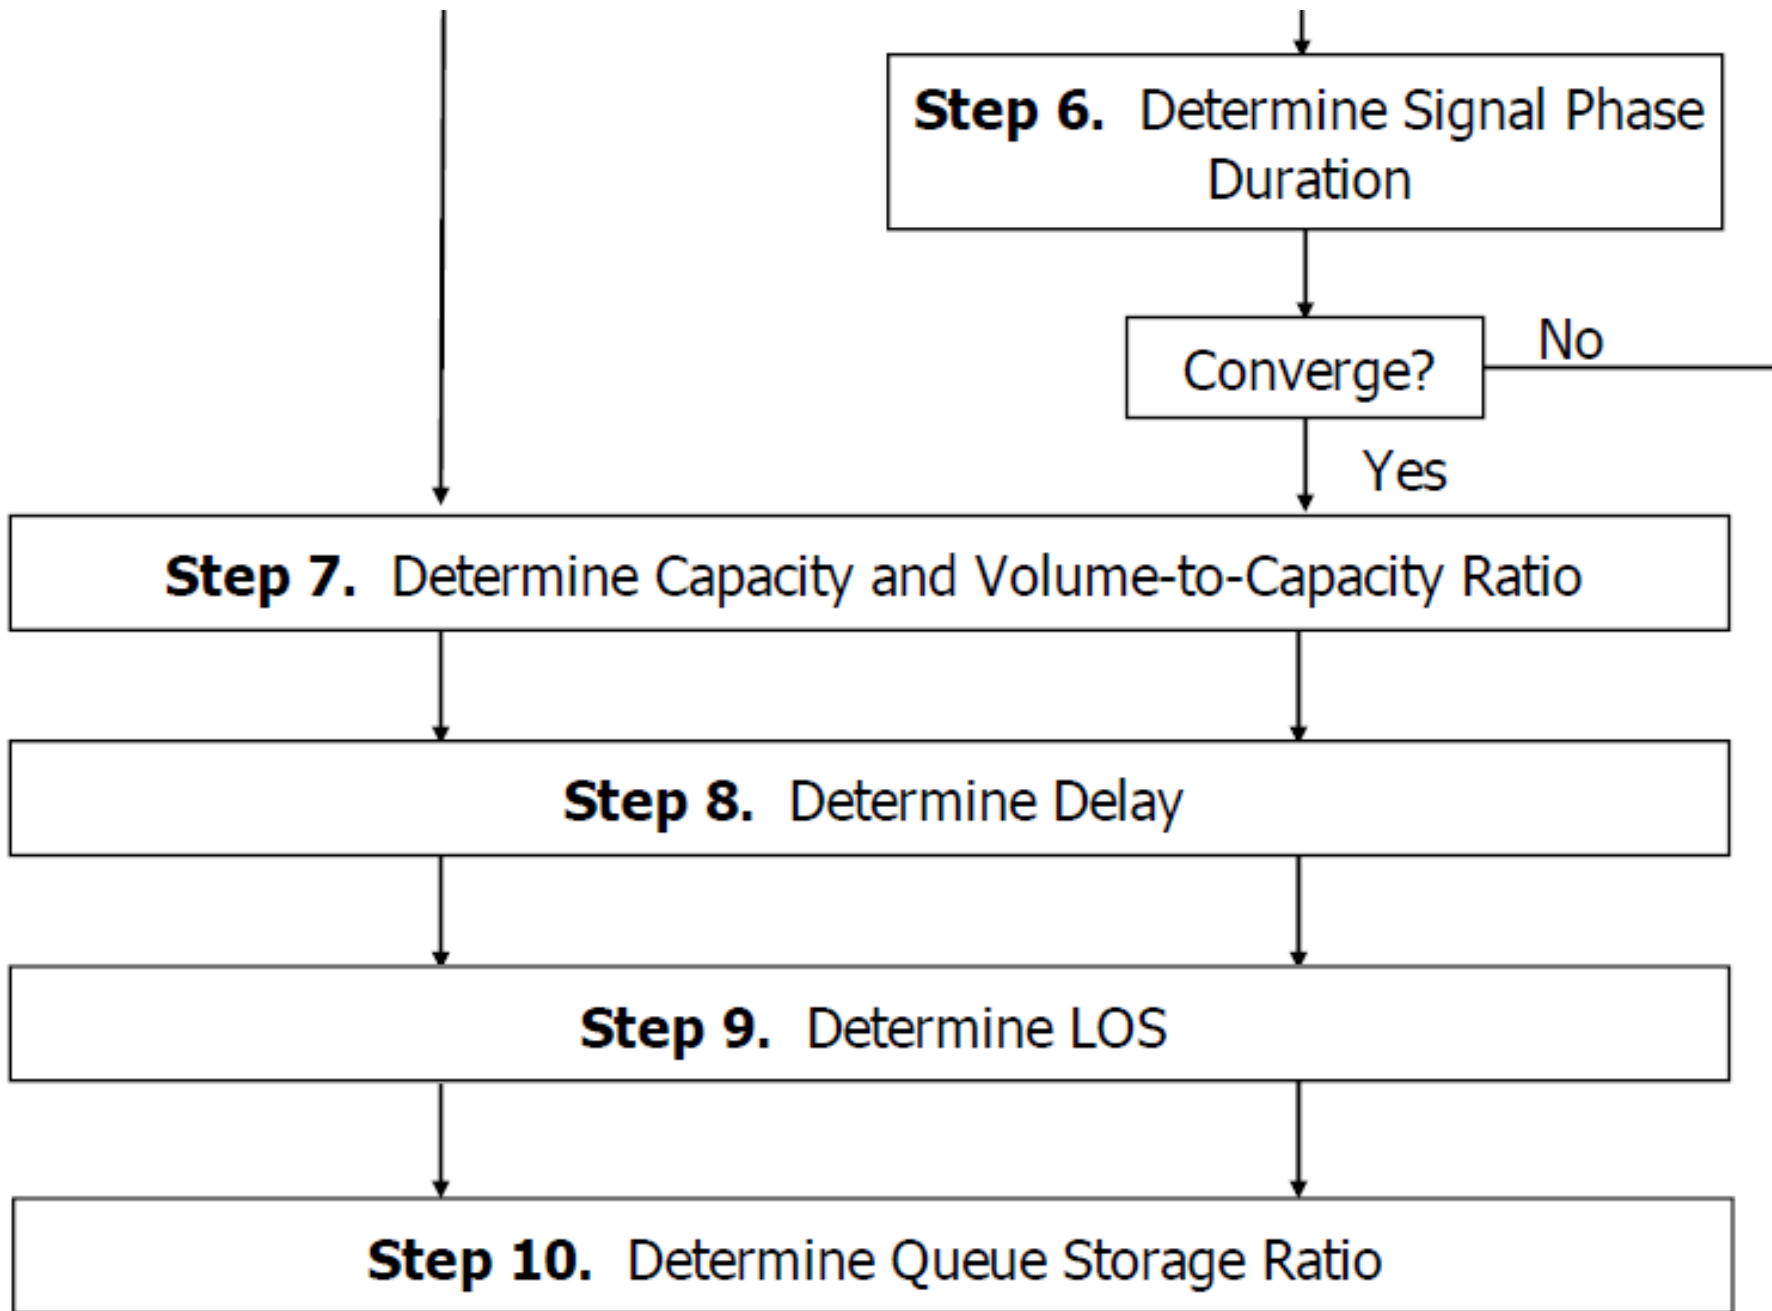 Step 6. Determine Signal Phase
Duration
Converge?
No
Yes
Step 7. Determine Capacity and Volume-to-Capacity Ratio
Step 8. Determine Delay
Step 9. Determine LOS
Step 10. Determine Queue Storage Ratio